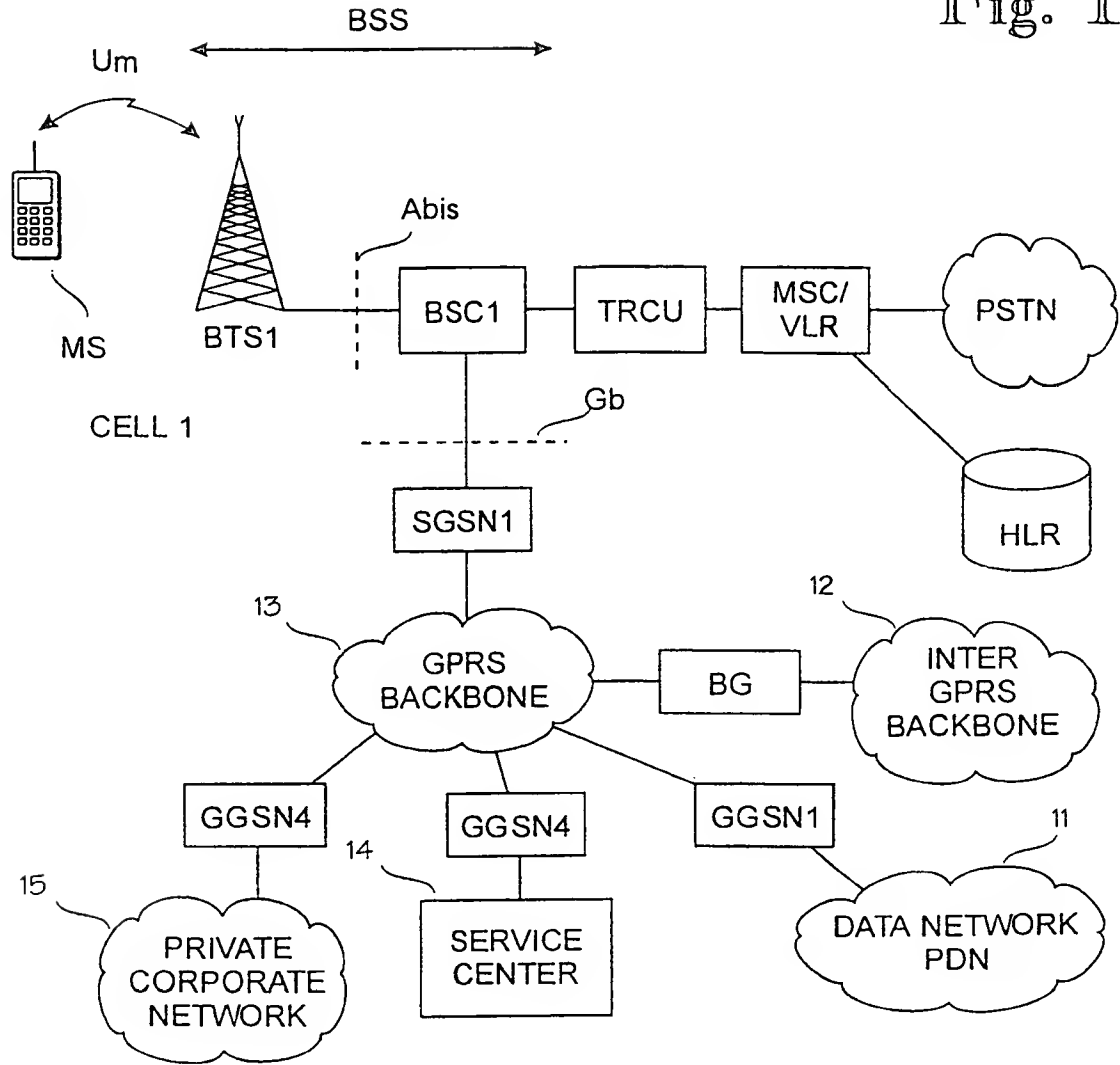 Fig. 1
BSS
Um
Abis
MS
BTS1
BSC1
TRCU
MSC/
VLR
PSTN
CELL 1
Gb
HLR
SGSN1
13
GPRS
BACKBONE
BG
12
INTER
GPRS
BACKBONE
GGSN4
GGSN4
GGSN1
15
PRIVATE
CORPORATE
NETWORK
14
SERVICE
CENTER
11
DATA NETWORK
PDN